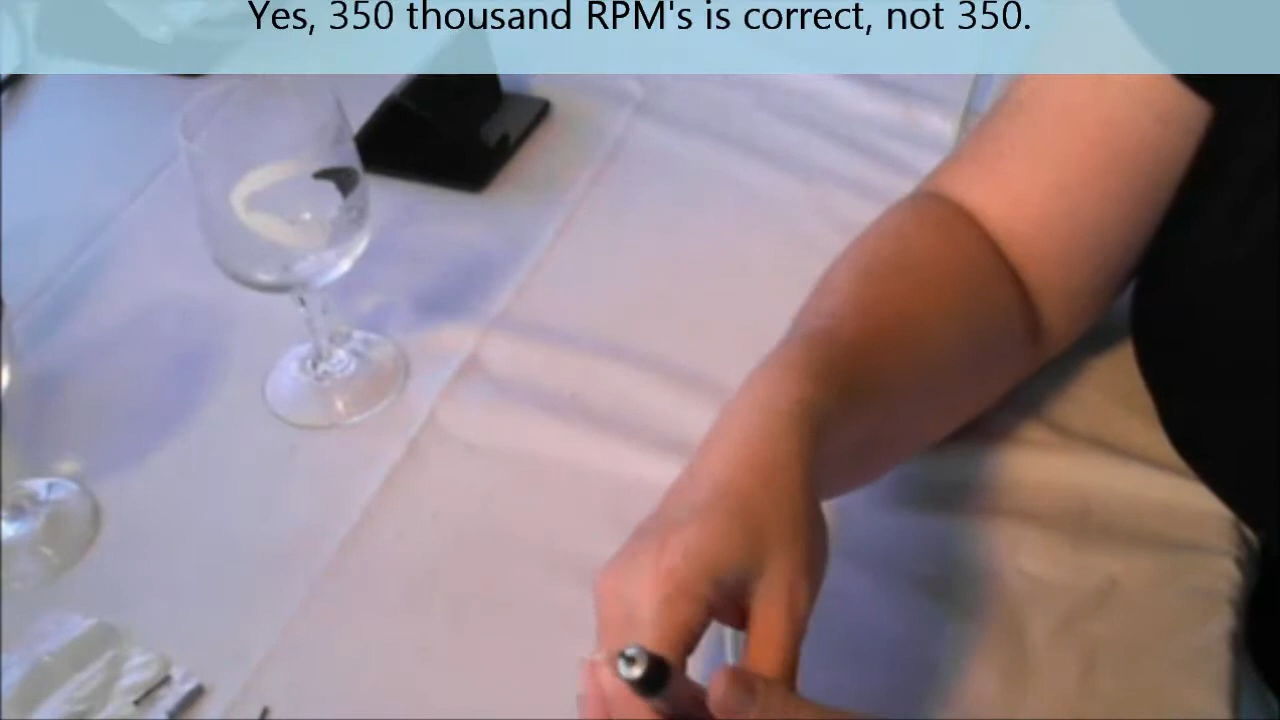 Yes, 350 thousand RPM's is correct, not 350.